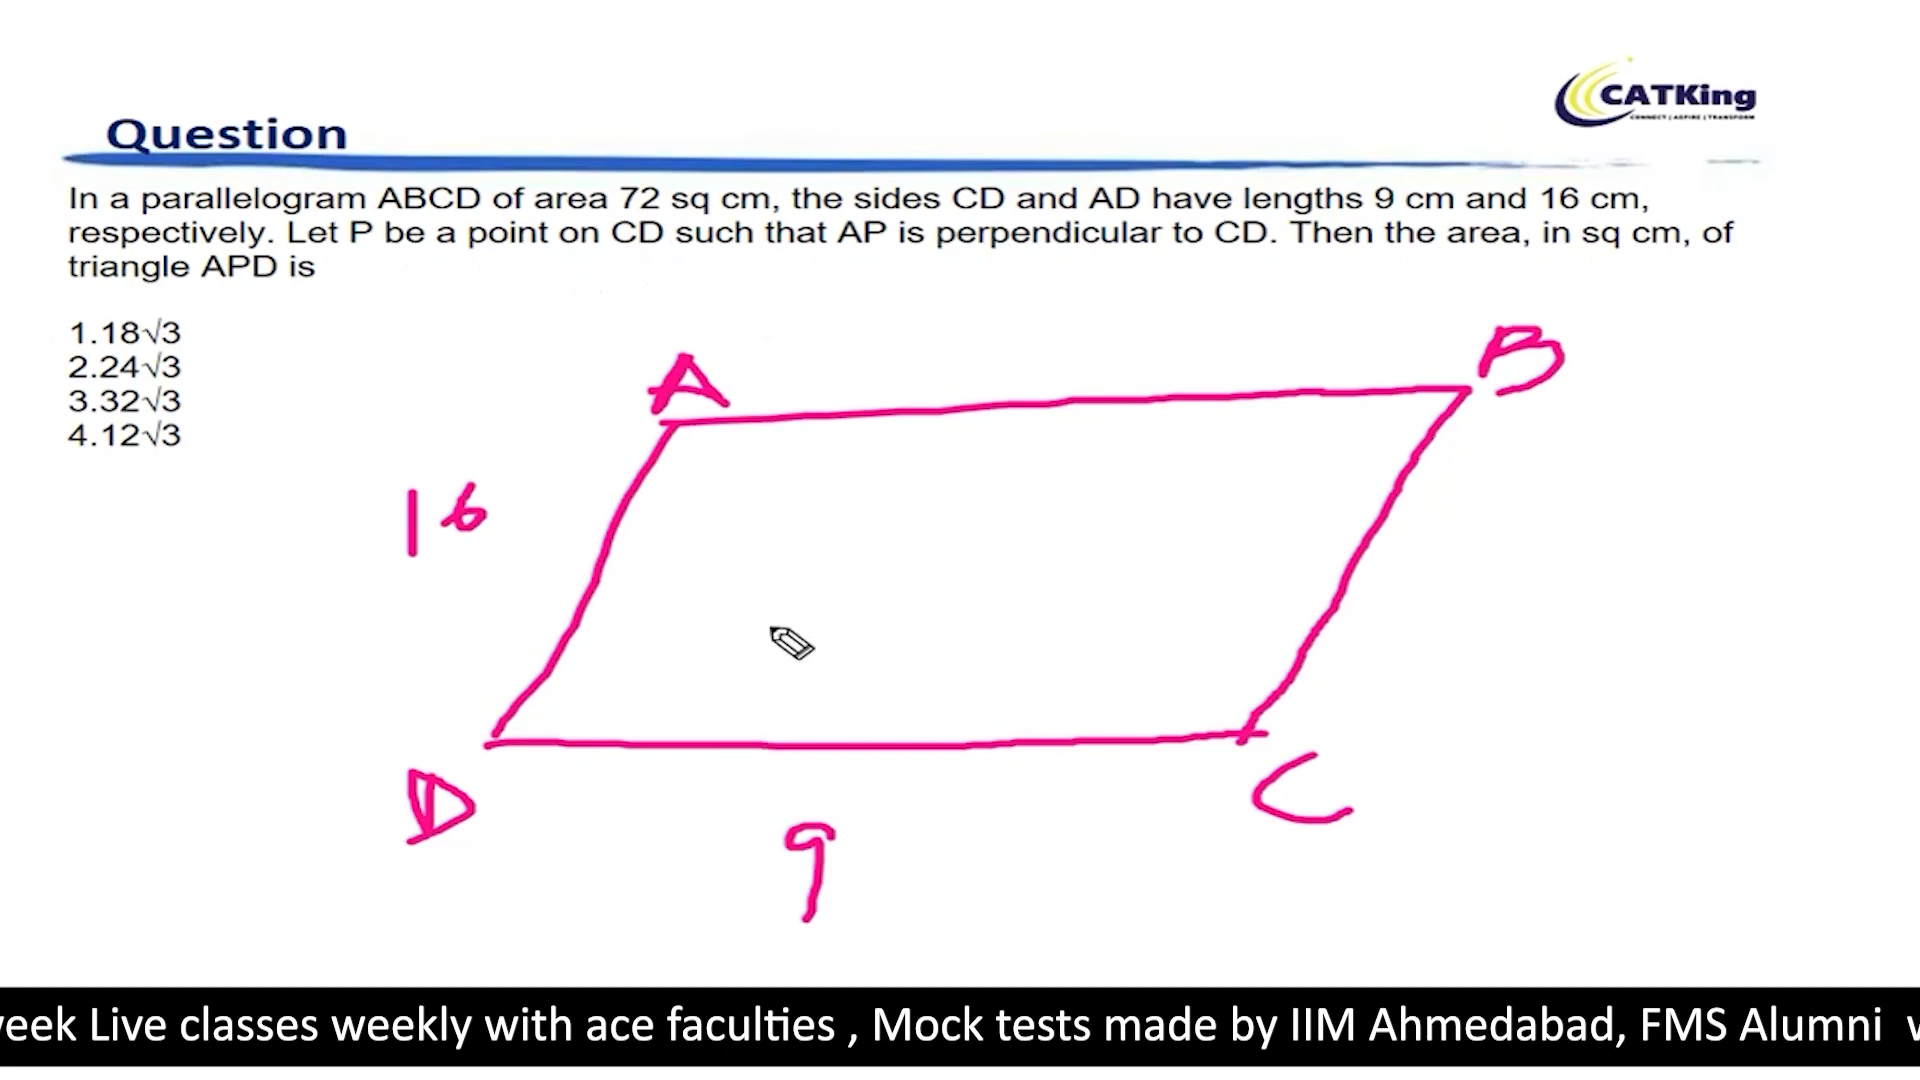 CATKing
CONNECT | ASPIRE | TRANSFORM
Question
In a parallelogram ABCD of area 72 sq cm, the sides CD and AD have lengths 9 cm and 16 cm,
respectively. Let P be a point on CD such that AP is perpendicular to CD. Then the area, in sq cm, of
triangle APD is
1.18√3
2.24√3
3.32√3
4.12√3
A
B
16
D
C
9
week Live classes weekly with ace faculties , Mock tests made by IIM Ahmedabad, FMS Alumni